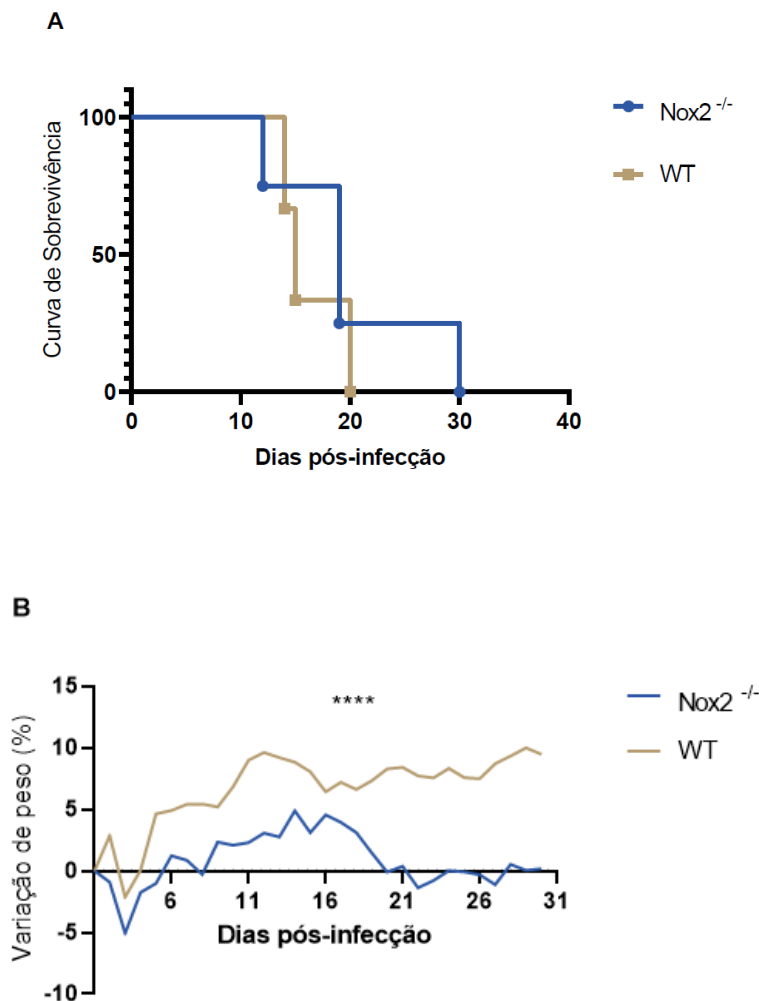 A
100
50
0
Curva de Sobrevivência
0 10 20 30 40
Dias pós-infecção
Nox2 -/-
WT
B
15
10
5
0
-5
-10
Variação de peso (%)
****
6 11 16 21 26 31
Dias pós-infecção
Nox2 -/-
WT